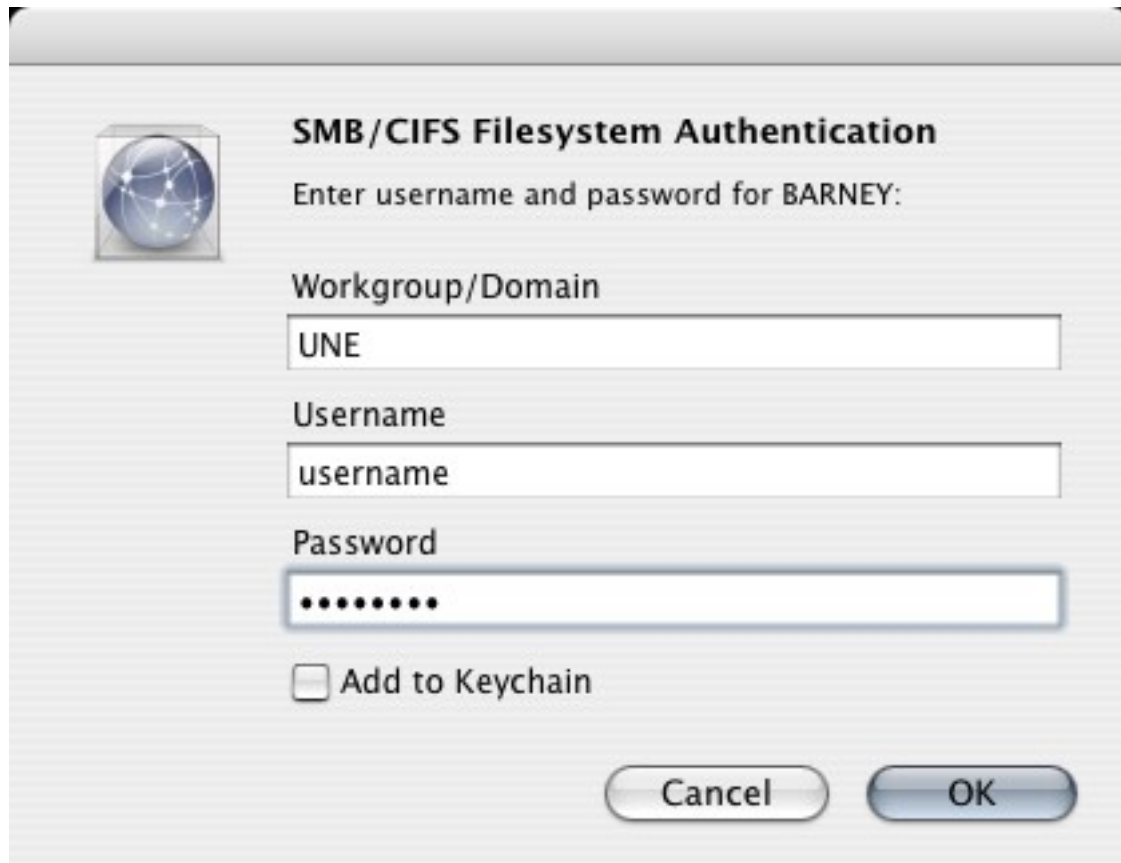 SMB/CIFS Filesystem Authentication
Enter username and password for BARNEY:
Workgroup/Domain
UNE
Username
username
Password
••••••••
Add to Keychain
Cancel
OK